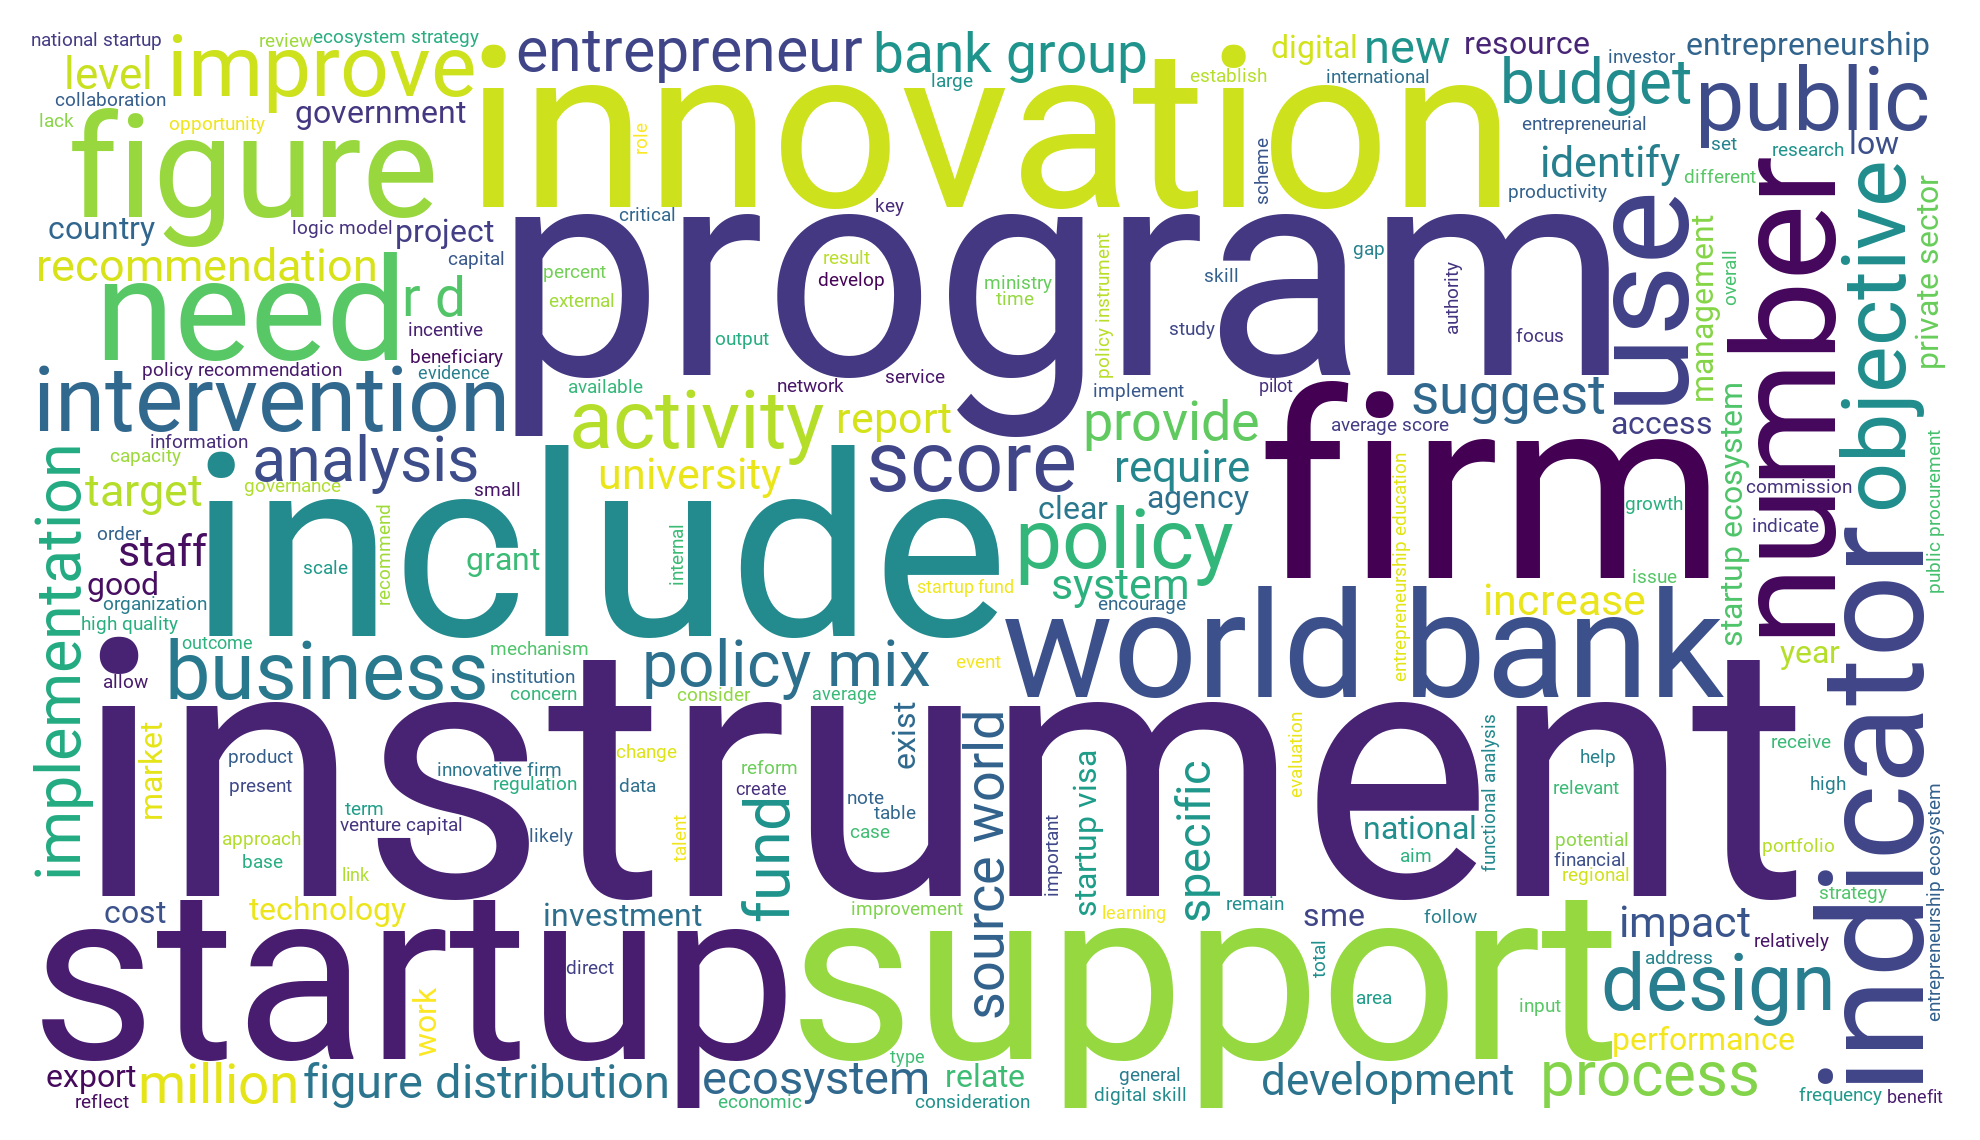 national startup
review
ecosystem strategy
improve
level
entrepreneur
bank group
large
digital
new
establish
international
resource
investor
entrepreneurship
budget
public
collaboration
government
lack
opportunity
figure
innovation
role
scheme
entrepreneurial
identify
set
research
low
different
productivity
country
logic model
project
critical
key
recommendation
capital
need
r d
percent
external
result
develop
program
ministry
time
policy instrument
skill
gap
study
authority
focus
output
use
management
overall
number
objective
private sector
incentive
beneficiary
evidence
policy recommendation
intervention
available
network
service
implement
pilot
suggest
access
activity
report
provide
average score
firm
information
capacity
analysis
governance
target
small
university
score
require
agency
clear
policy
system
entrepreneurship education
growth
startup ecosystem
commission
indicate
public procurement
implementation
order
staff
good
organization
high quality
scale
recommend
include
grant
internal
startup fund
encourage
issue
increase
outcome
allow
business
mechanism
institution
concern
policy mix
consider
average
event
world bank
year
indicator
instrument
market
product
present
approach
base
term
venture capital
link
innovative firm
regulation
likely
change
data
talent
reform
create
fund
note
table
case
exist
source world
important
startup visa
specific
evaluation
national
aim
functional analysis
help
relevant
potential
financial
regional
receive
high
portfolio
strategy
entrepreneurship ecosystem
cost
technology
investment
improvement
learning
remain
sme
follow
impact
relatively
startup
work
direct
support
total
area
input
address
design
performance
export
reflect
million
figure distribution
ecosystem
economic
type
relate
consideration
general
digital skill
development
process
frequency
benefit